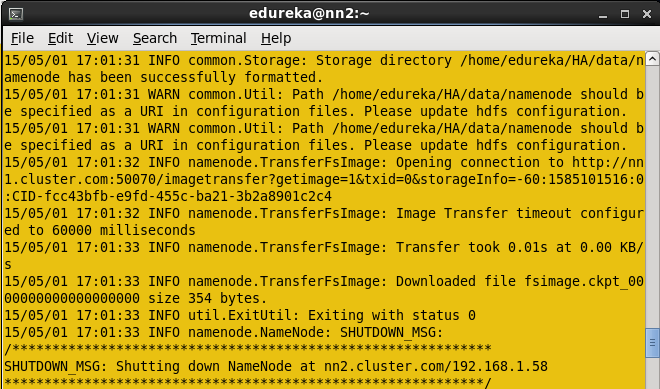 edureka@nn2:~
File Edit View Search Terminal Help
15/05/01 17:01:31 INFO common.Storage: Storage directory /home/edureka/HA/data/n
amenode has been successfully formatted.
15/05/01 17:01:31 WARN common.Util: Path /home/edureka/HA/data/namenode should b
e specified as a URI in configuration files. Please update hdfs configuration.
15/05/01 17:01:31 WARN common.Util: Path /home/edureka/HA/data/namenode should b
e specified as a URI in configuration files. Please update hdfs configuration.
15/05/01 17:01:32 INFO namenode.TransferFsImage: Opening connection to http://nn
1.cluster.com:50070/imagetransfer?getimage=1&txid=0&storageInfo=-60:1585101516:0
:CID-fcc43bfb-e9fd-455c-ba21-3b2a8901c2c4
15/05/01 17:01:32 INFO namenode.TransferFsImage: Image Transfer timeout configur
ed to 60000 milliseconds
15/05/01 17:01:33 INFO namenode.TransferFsImage: Transfer took 0.01s at 0.00 KB/
s
15/05/01 17:01:33 INFO namenode.TransferFsImage: Downloaded file fsimage.ckpt_00
00000000000000000 size 354 bytes.
15/05/01 17:01:33 INFO util.ExitUtil: Exiting with status 0
15/05/01 17:01:33 INFO namenode.NameNode: SHUTDOWN_MSG:
/************************************************************
SHUTDOWN_MSG: Shutting down NameNode at nn2.cluster.com/192.168.1.58
************************************************************/